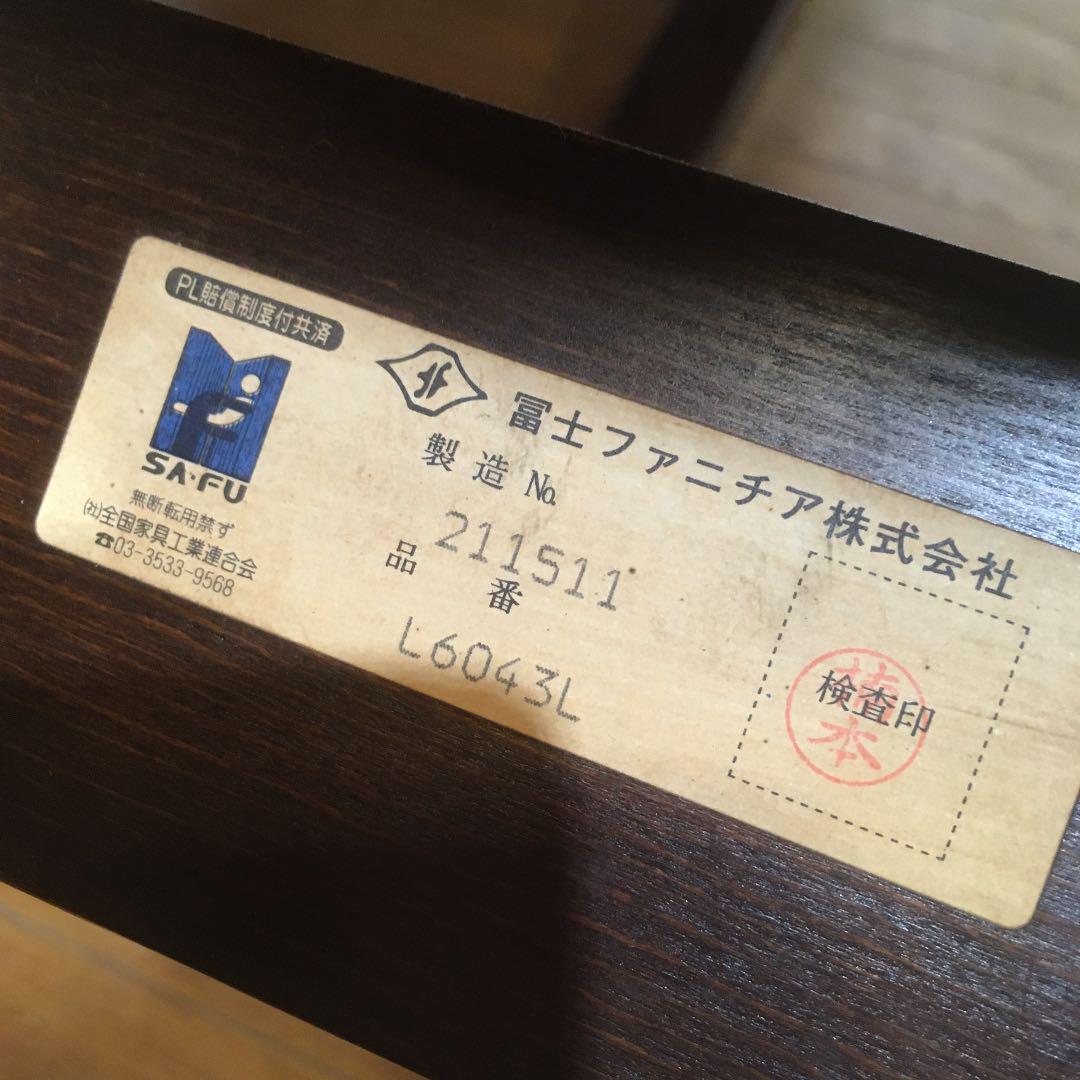 PL賠償制度付共済
SA・FU
無断転用禁ず
(社)全国家具工業連合会
☎03-3533-9568
冨士ファニチア株式会社
製造 No.
211511
品番
L6043L
検査印
本